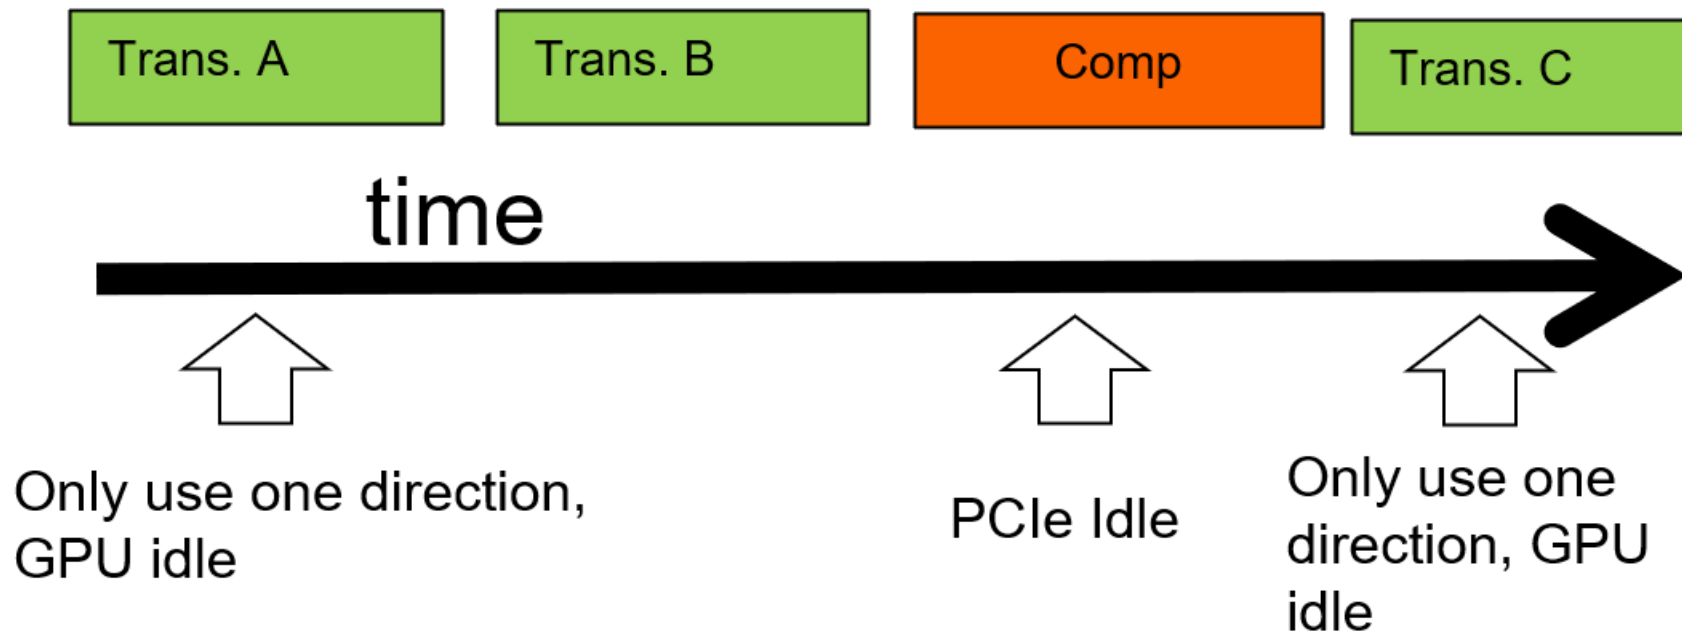 Trans. A
Trans. B
Comp
Trans. C
time
Only use one direction,
GPU idle
PCIe Idle
Only use one
direction, GPU
idle